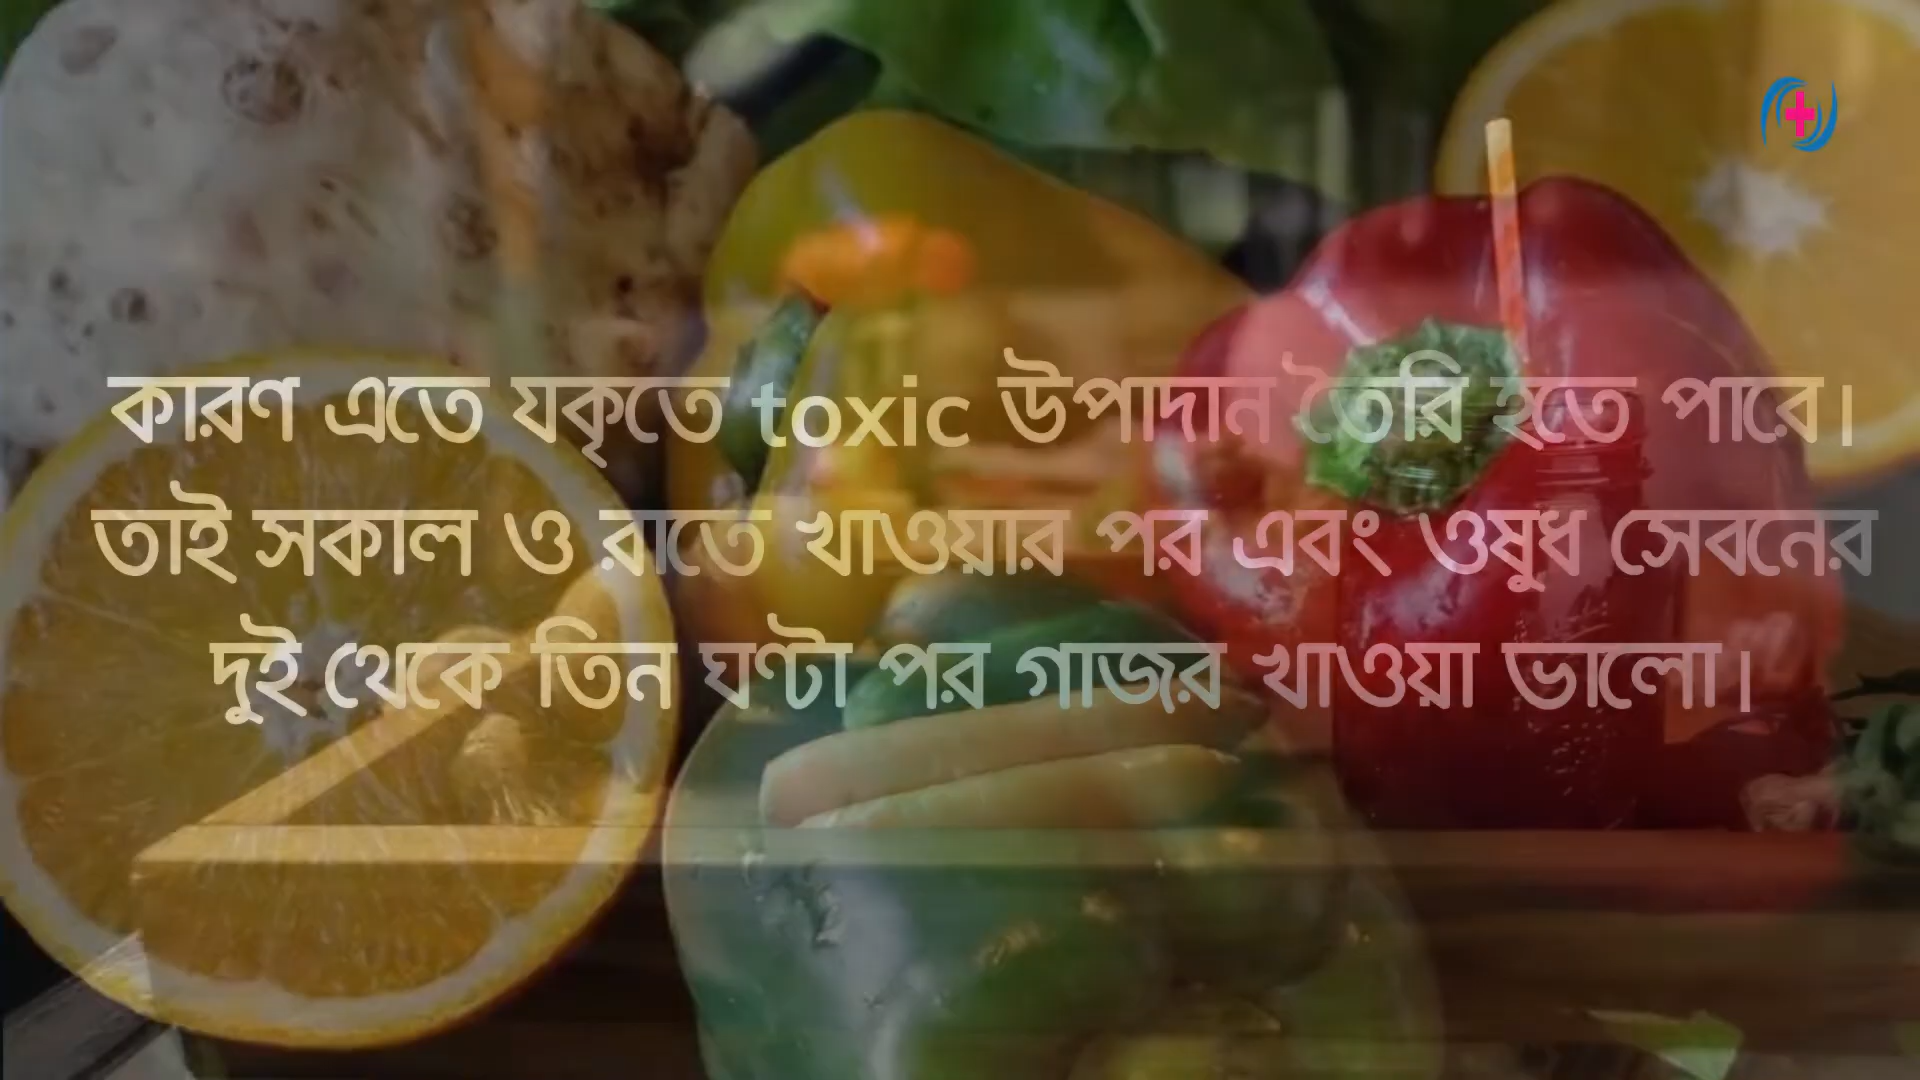 কারণ এতে যকৃতে toxic উপাদান তৈরি হতে পারে।
তাই সকাল ও রাতে খাওয়ার পর এবং ওষুধ সেবনের
দুই থেকে তিন ঘণ্টা পর গাজর খাওয়া ভালো।